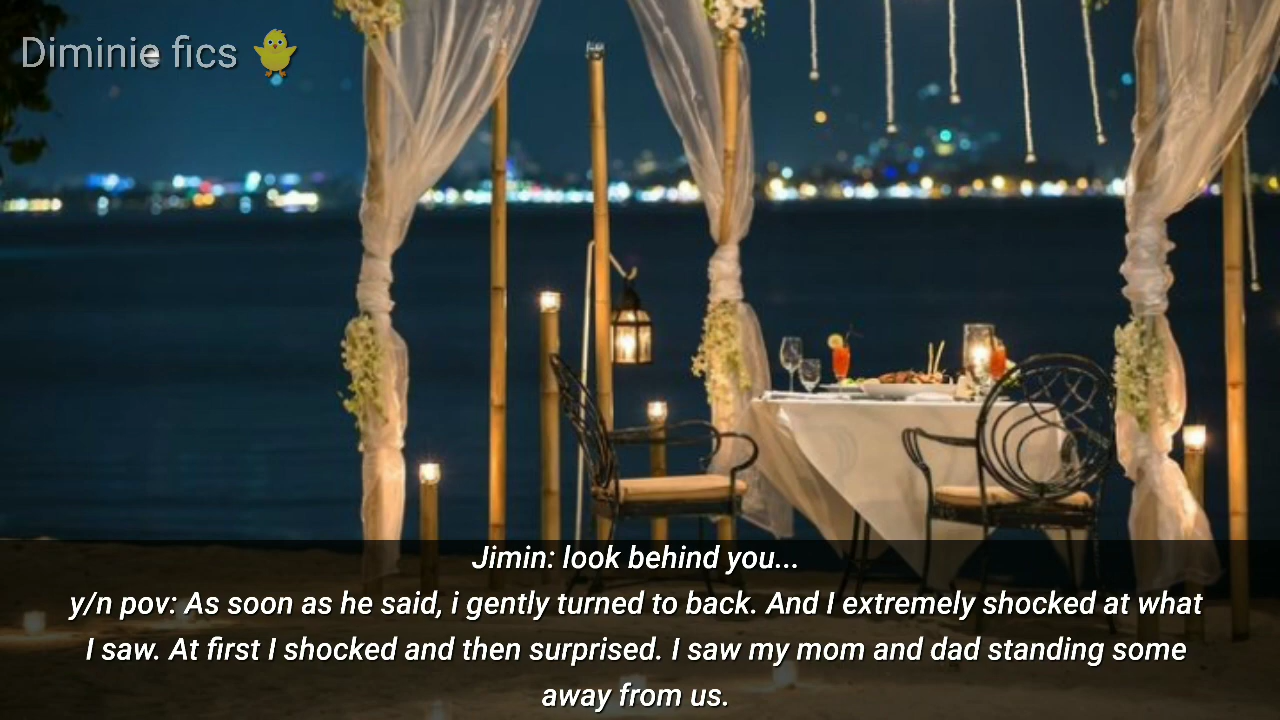 Diminie fics 🐥
Jimin: look behind you...
y/n pov: As soon as he said, i gently turned to back. And I extremely shocked at what
I saw. At first I shocked and then surprised. I saw my mom and dad standing some
away from us.